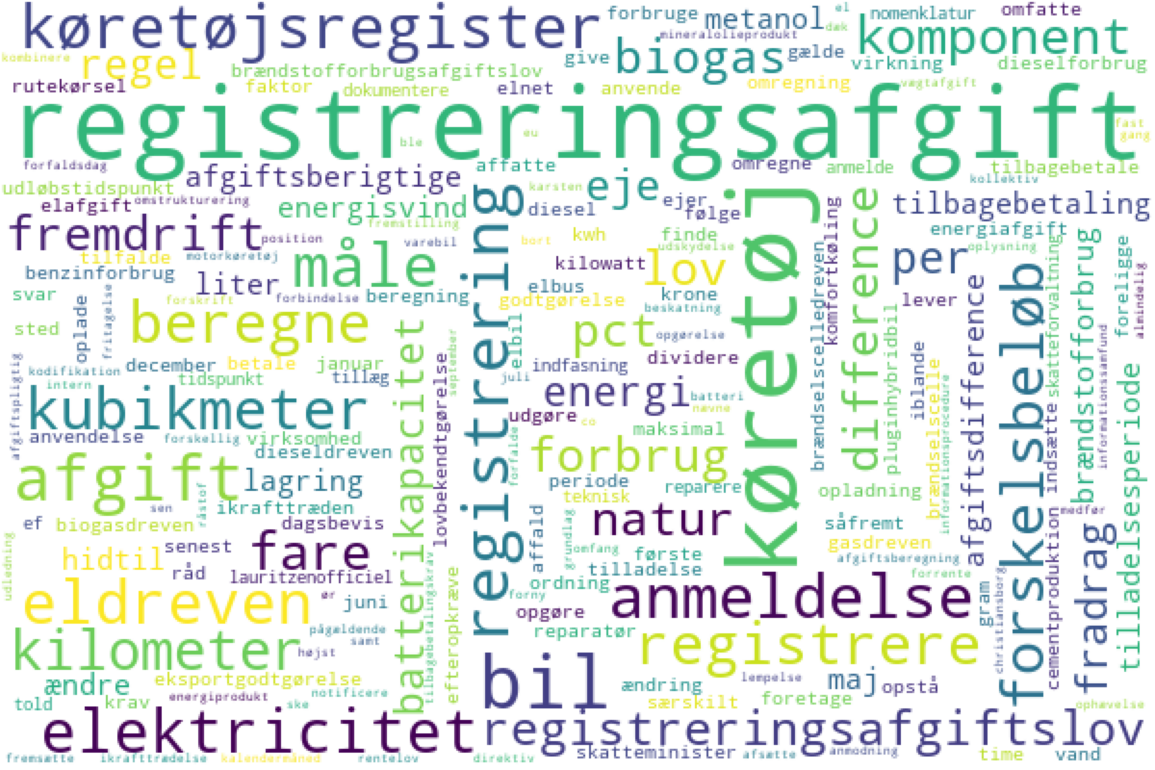 køretøjsregister
forbruge
metanol
el
nomenklatur
omfatte
mineralolieprodukt
dæk
komponent
kombinere
regel
give
biogas
gælde
virkning
dieselforbrug
brændstofforbrugsafgiftslov
rutekørsel
faktor
dokumentere
elnet
anvende
omregning
vægtafgift
registreringsafgift
fast
gang
ble
eu
forfaldsdag
afgiftsberigtige
affatte
omregne
anmelde
tilbagebetale
kollektiv
udløbstidspunkt
omstrukturering
karsten
eje
ejer
elafgift
energisvind
diesel
følge
tilbagebetaling
fremstilling
energiafgift
fremdrift
position
varebil
bort
kwh
finde
udskydelse
oplysning
tilfalde
motorkøretøj
måle
kilowatt
lov
per
benzinforbrug
liter
beregning
elbus
krone
svar
forskrift
forbindelse
godtgørelse
beskatning
lever
foreligge
almindelig
sted
oplade
fritagelse
beregne
elbil
pct
opgørelse
dividere
december
betale
januar
indfasning
kodifikation
intern
tidspunkt
tillæg
juli
energi
batteri
nævne
kubikmeter
udgøre
co
maksimal
anvendelse
forskellig
virksomhed
dieseldreven
forbrug
afgiftspligtig
afgift
lagring
periode
reparere
teknisk
opladning
råstof
ikrafttræden
sen
ef
biogasdreven
dagsbevis
natur
såfremt
medfør
hidtil
senest
fare
affald
grundlag
omfang
første
gasdreven
afgiftsberegning
råd
lauritzenofficiel
tilladelse
forrente
udledning
eldreven
ør
juni
forny
ordning
anmeldelse
gram
opgøre
pågældende
samt
reparatør
registrere
kilometer
højst
ændre
eksportgodtgørelse
ændring
lempelse
maj
opstå
told
krav
energiprodukt
notificere
ske
bil
særskilt
foretage
ophævelse
elektricitet
registreringsafgiftslov
skatteminister
afsætte
anmodning
time
vand
fremsætte
ikrafttrædelse
kalendermåned
rentelov
direktiv
batterikapacitet
tilbagebetalingskrav
lovbekendtgørelse
september
efteropkræve
registrering
forfalde
køretøj
brændselscelledreven
komfortkøling
difference
pluginhybridbil
iblande
brændselscelle
informationsprocedure
afgiftsdifference
christiansborg
forskelsbeløb
skatteforvaltning
indsætte
cementproduktion
brændstofforbrug
fradrag
informationssamfund
tilladelsesperiode